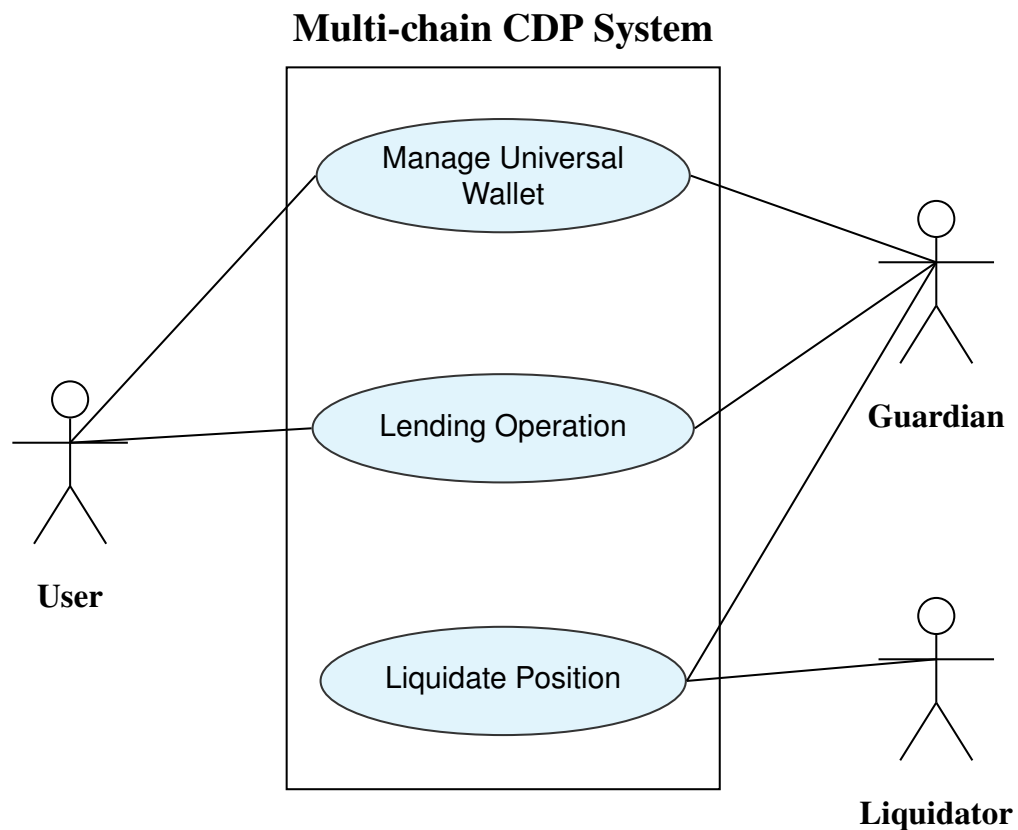 Multi-chain CDP System
Manage Universal
Wallet
Lending Operation
Guardian
User
Liquidate Position
Liquidator